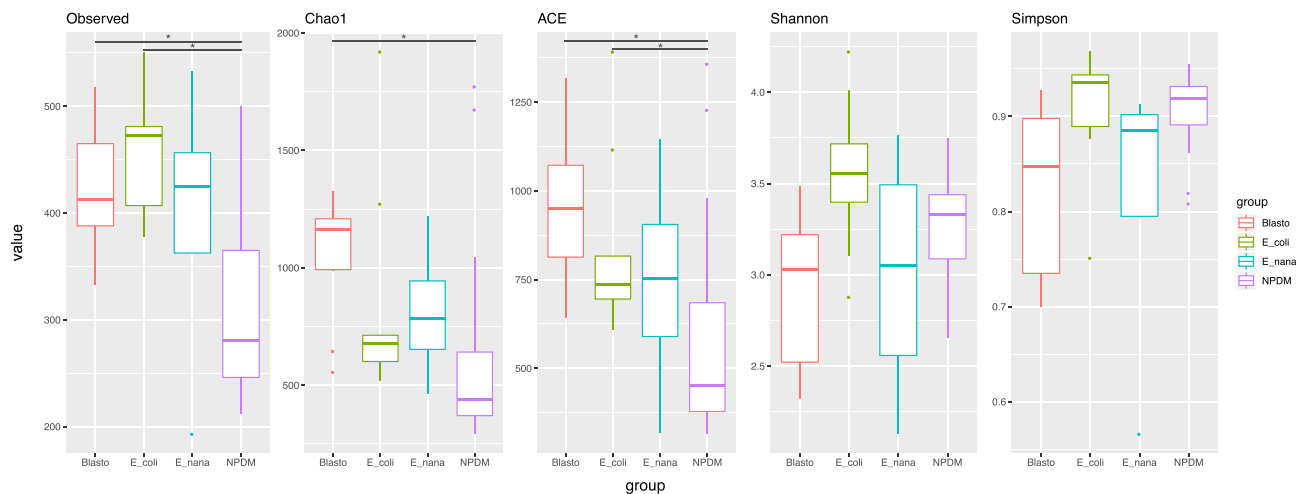 Observed
Chao1
ACE
Shannon
Simpson
value
500
400
300
200
*
*
Blasto E_coli E_nana NPDM
2000
1500
1000
500
*
Blasto E_coli E_nana NPDM
1250
1000
750
500
*
*
Blasto E_coli E_nana NPDM
4.0
3.5
3.0
2.5
Blasto E_coli E_nana NPDM
0.9
0.8
0.7
0.6
Blasto E_coli E_nana NPDM
group
group
Blasto
E_coli
E_nana
NPDM